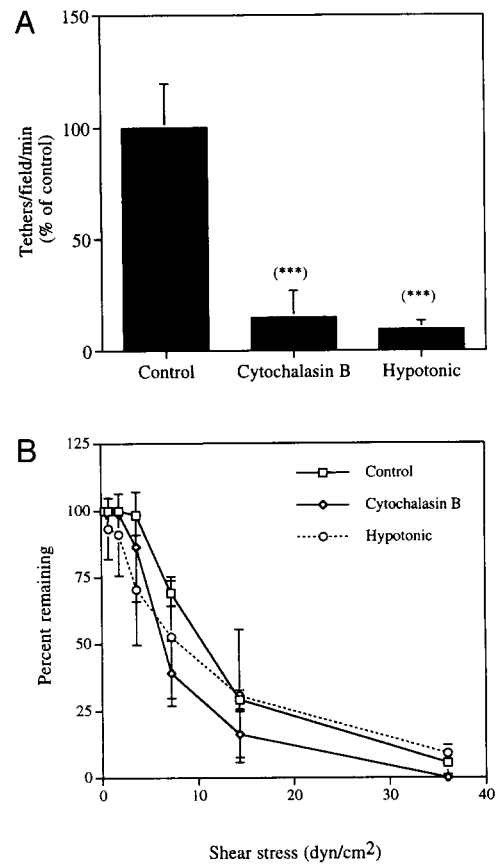 A
150
100
50
0
Tethers/field/min
(% of control)
(***)
(***)
Control
Cytochalasin B
Hypotonic
B
125
100
75
50
25
0
Percent remaining
Control
Cytochalasin B
Hypotonic
0
10
20
30
40
Shear stress (dyn/cm2)